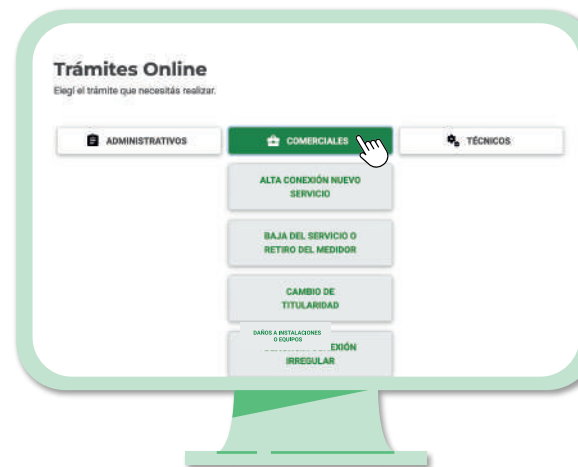 Trámites Online
Elegí el trámite que necesitás realizar.
ADMINISTRATIVOS
COMERCIALES
TÉCNICOS
ALTA CONEXIÓN NUEVO
SERVICIO
BAJA DEL SERVICIO O
RETIRO DEL MEDIDOR
CAMBIO DE
TITULARIDAD
DAÑOS A INSTALACIONES
O EQUIPOS
EXIÓN
IRREGULAR